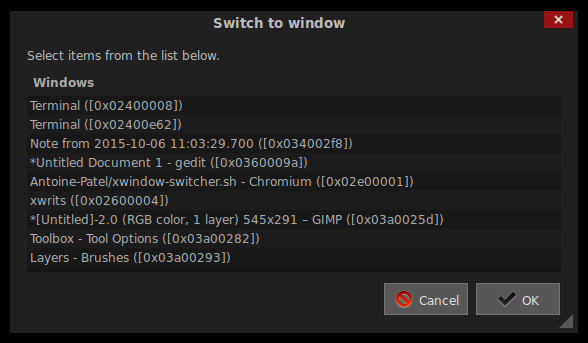 Switch to window
Select items from the list below.
Windows
Terminal ([0x02400008])
Terminal ([0x02400e62])
Note from 2015-10-06 11:03:29.700 ([0x034002f8])
*Untitled Document 1 - gedit ([0x0360009a])
Antoine-Patel/xwindow-switcher.sh - Chromium ([0x02e00001])
xwrits ([0x02600004])
*[Untitled]-2.0 (RGB color, 1 layer) 545x291 – GIMP ([0x03a0025d])
Toolbox - Tool Options ([0x03a00282])
Layers - Brushes ([0x03a00293])
Cancel OK